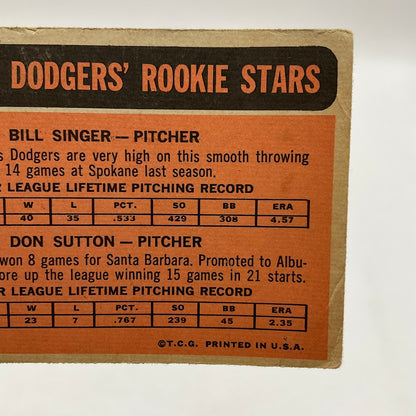 DODGERS' ROOKIE STARS
BILL SINGER — PITCHER
Dodgers are very high on this smooth throwing
14 games at Spokane last season.
LEAGUE LIFETIME PITCHING RECORD
W L PCT. SO BB ERA
40 35 .533 429 308 4.57
DON SUTTON — PITCHER
won 8 games for Santa Barbara. Promoted to Albu-
ore up the league winning 15 games in 21 starts.
LEAGUE LIFETIME PITCHING RECORD
W L PCT. SO BB ERA
23 7 .767 239 45 2.35
©T.C.G. PRINTED IN U.S.A.